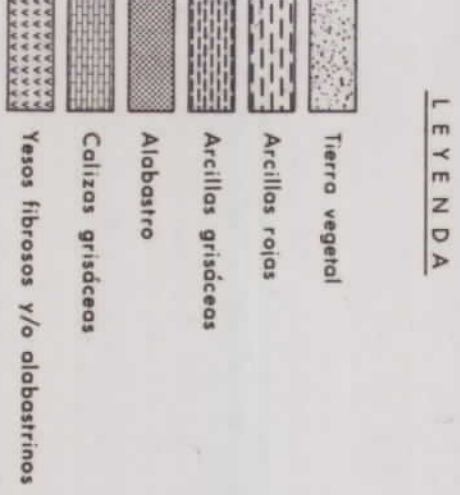 LEYENDA
Tierra vegetal
Arcillas rojas
Arcillas grisáceas
Alabastro
Calizas grisáceas
Yesos fibrosos y/o alabastrinos